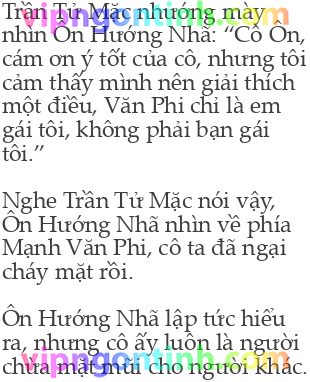 Trần Tử Mặc nhướng mày
nhìn Ôn Hướng Nhã: “Cô Ôn,
cảm ơn ý tốt của cô, nhưng tôi
cảm thấy mình nên giải thích
một điều, Văn Phi chỉ là em
gái tôi, không phải bạn gái
tôi.”
Nghe Trần Tử Mặc nói vậy,
Ôn Hướng Nhã nhìn về phía
Mạnh Văn Phi, cô ta đã ngại
cháy mặt rồi.
Ôn Hướng Nhã lập tức hiểu
ra, nhưng cô ấy luôn là người
chừa mặt mũi cho người khác.
vipngontinh.com
vipngontinh.com